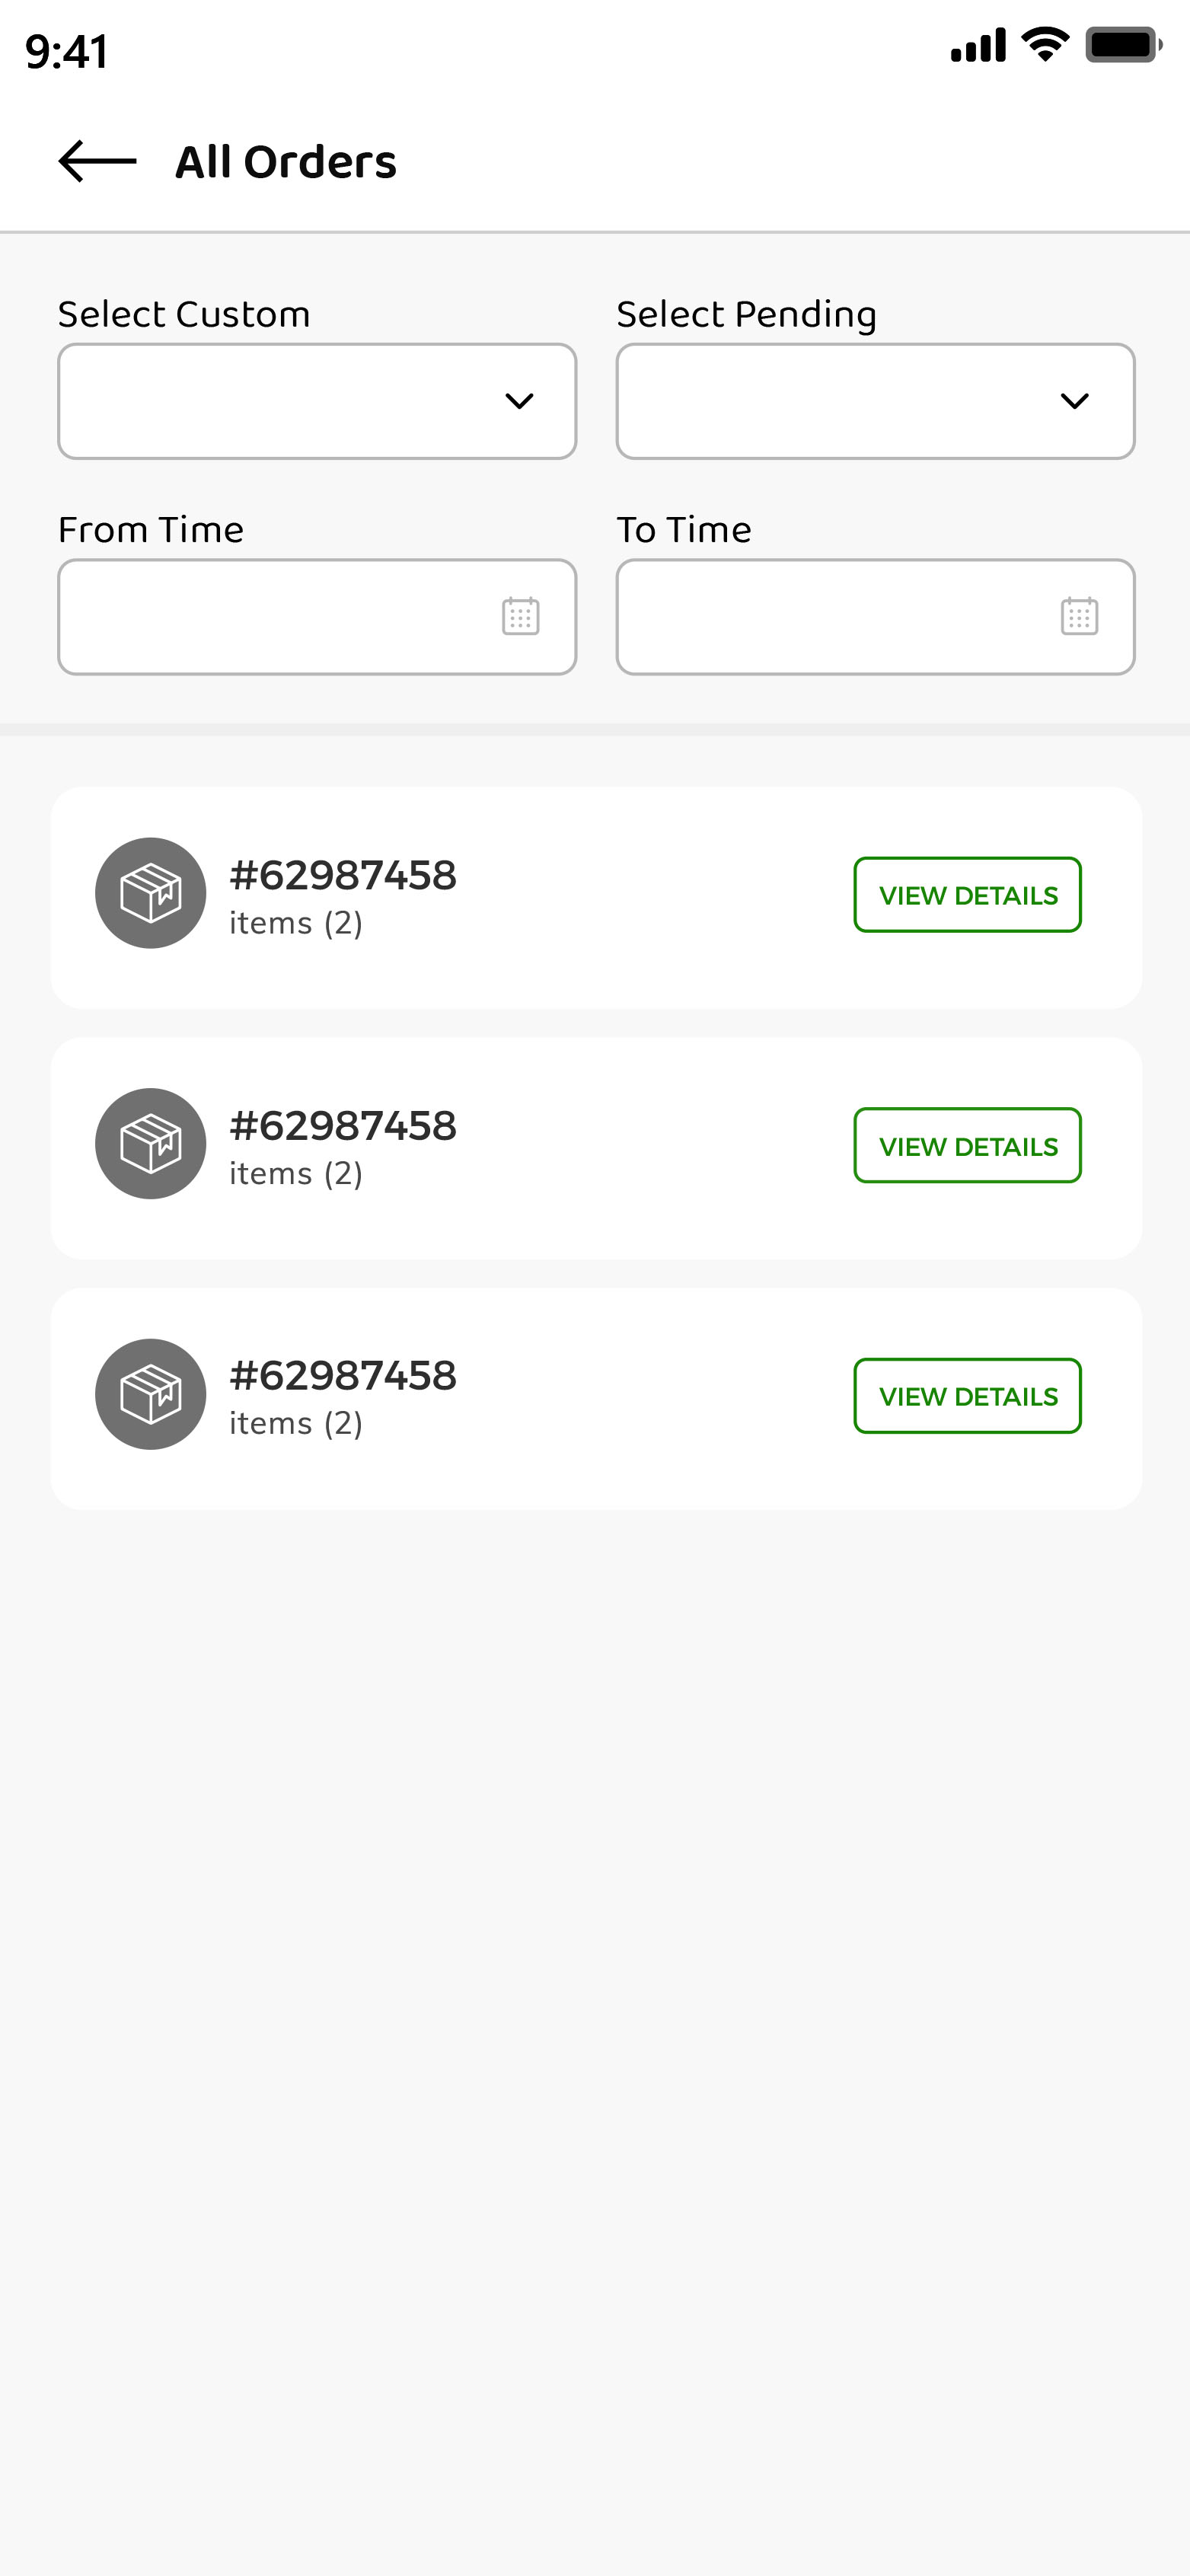 9:41
All Orders
Select Custom
Select Pending
From Time
To Time
#62987458
items (2)
VIEW DETAILS
#62987458
items (2)
VIEW DETAILS
#62987458
items (2)
VIEW DETAILS